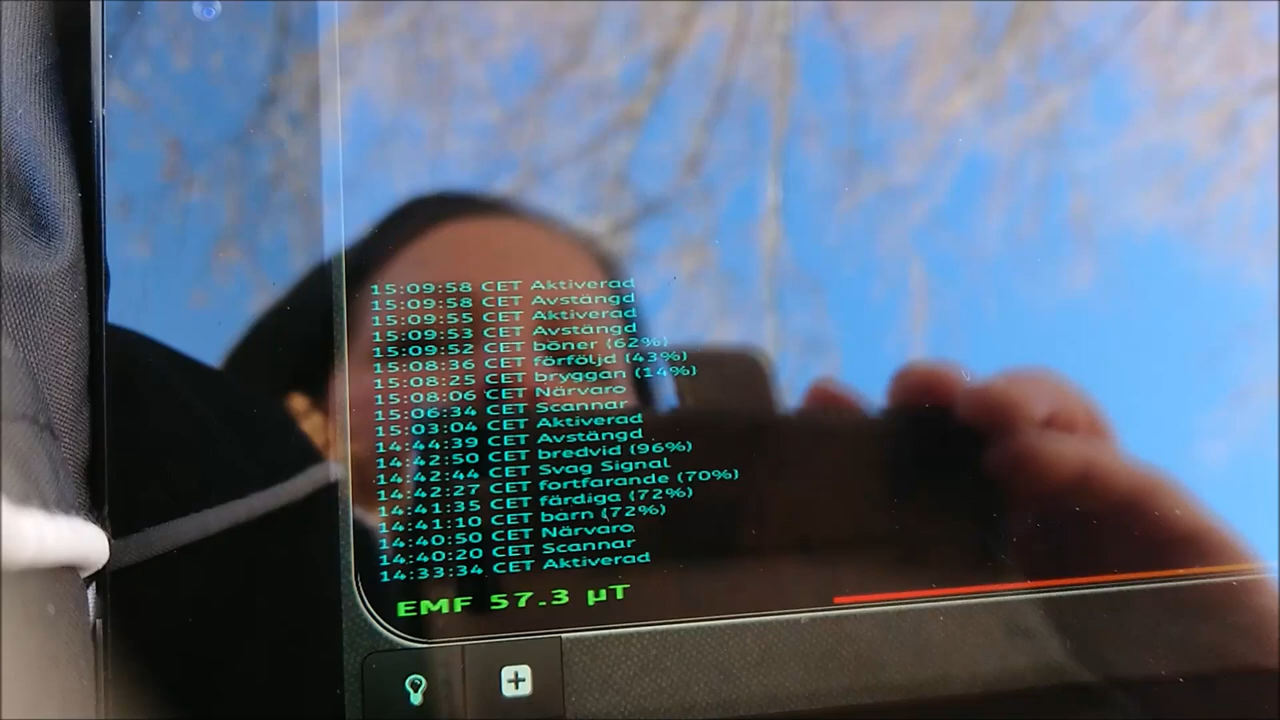 15:09:58 CET Aktiverad
15:09:58 CET Avstängd
15:09:55 CET Aktiverad
15:09:53 CET Avstängd
15:09:52 CET böner (62%)
15:08:36 CET förföljd (43%)
15:08:25 CET bryggan (14%)
15:08:06 CET Närvaro
15:06:34 CET Scannar
15:03:04 CET Aktiverad
14:44:39 CET Avstängd
14:42:50 CET bredvid (96%)
14:42:44 CET Svag Signal
14:42:27 CET fortfarande (70%)
14:41:35 CET färdiga (72%)
14:41:10 CET barn (72%)
14:40:50 CET Närvaro
14:40:20 CET Scannar
14:33:34 CET Aktiverad
EMF 57.3 µT